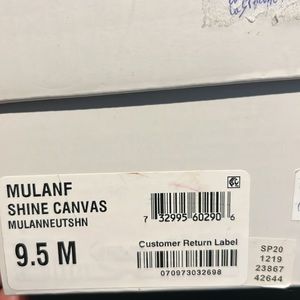 MULANF
SHINE CANVAS
MULANNEUTSHN
9.5 M
7 32995 60290 6
Customer Return Label
070973032698
SP20
1219
23867
42644